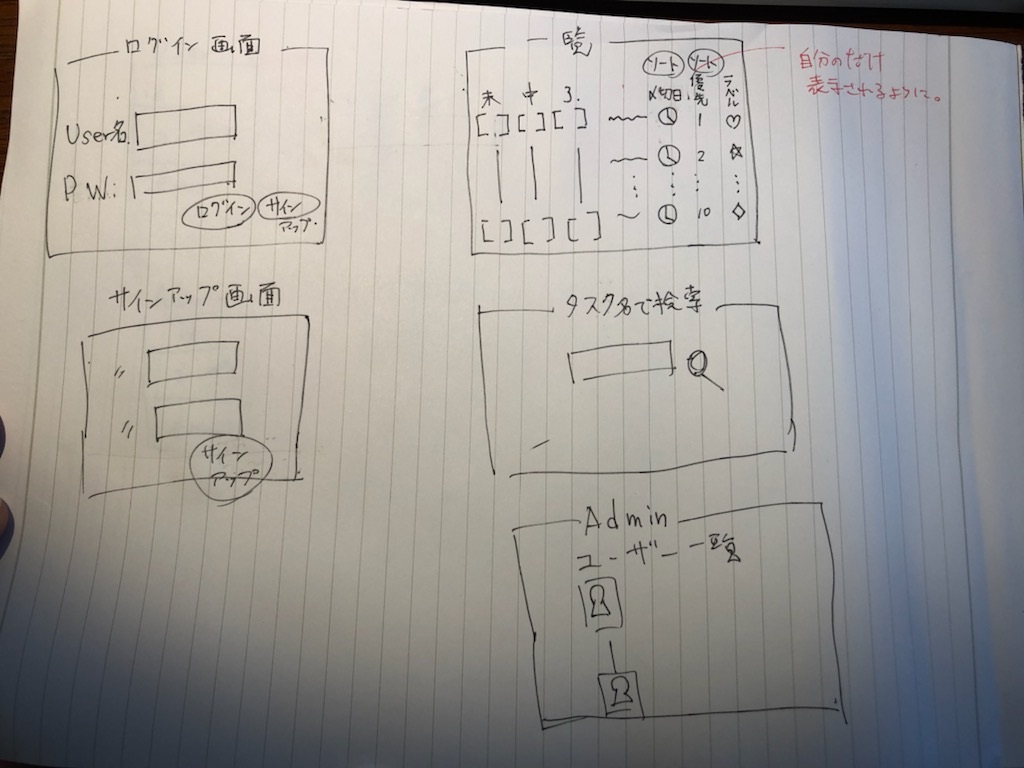 ログイン画面
User名
P.W:
ログイン
サイン
アップ
サインアップ画面
〃
〃
サイン
アップ
一覧
ソート ソート
未 中 3. 〆切日 優先 ラベル
[ ] [ ] [ ] 1
2
[ ] [ ] [ ] 10
自分のだけ
表示されるように。
タスク名で検索
Admin
ユーザー一覧